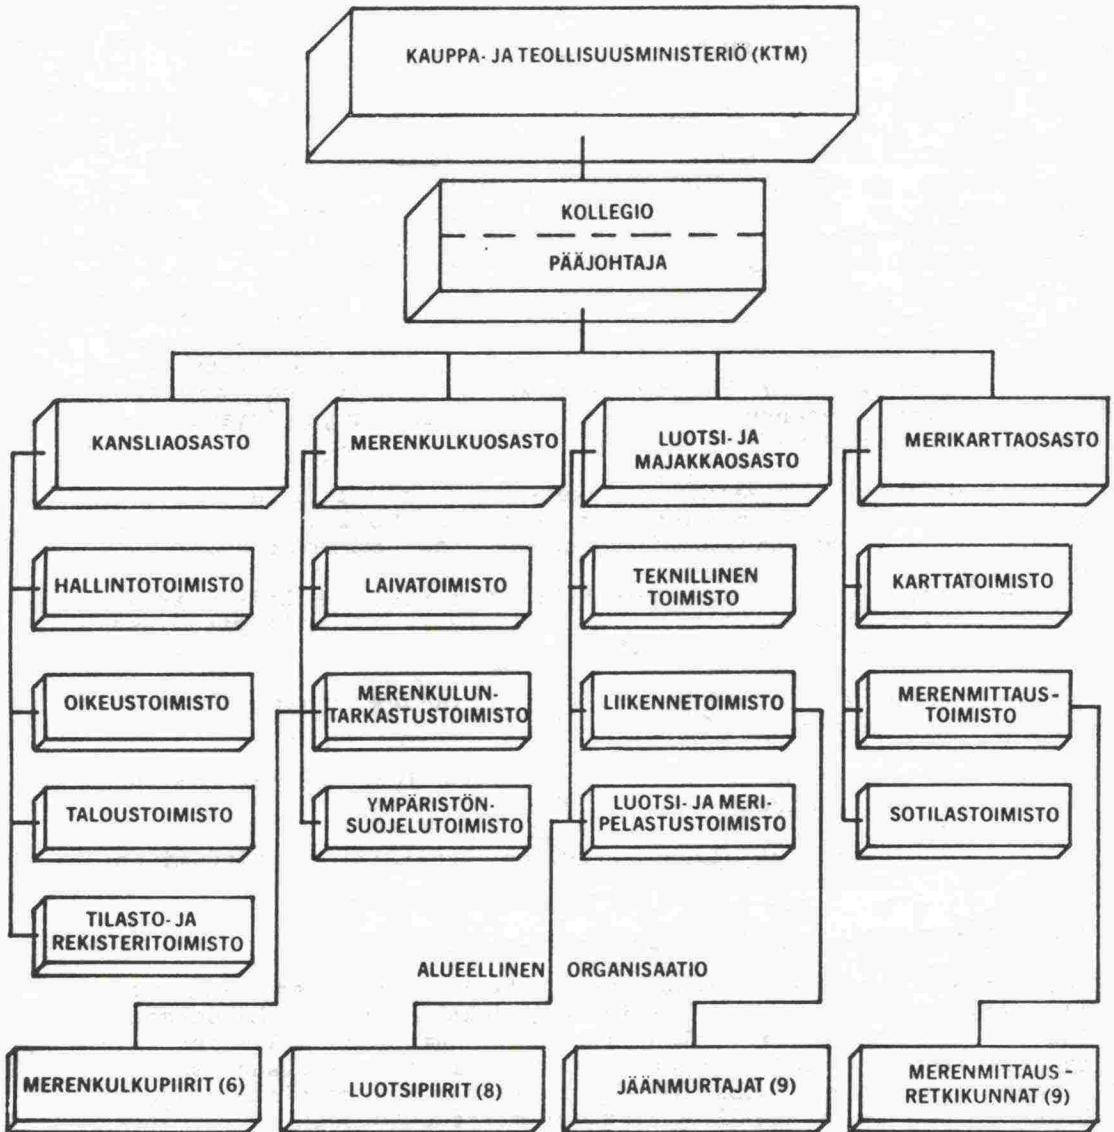 KAUPPA- JA TEOLLISUUSMINISTERIÖ (KTM)
KOLLEGIO
PÄÄJOHTAJA
KANSLIAOSASTO
MERENKULKUOSASTO
LUOTSI- JA
MAJAKKAOSASTO
MERIKARTTAOSASTO
HALLINTOTOIMISTO
LAIVATOIMISTO
TEKNILLINEN
TOIMISTO
KARTTATOIMISTO
OIKEUSTOIMISTO
MERENKULUN-
TARKASTUSTOIMISTO
LIIKENNETOIMISTO
MERENMITTAUS-
TOIMISTO
TALOUSTOIMISTO
YMPÄRISTÖN-
SUOJELUTOIMISTO
LUOTSI- JA MERI-
PELASTUSTOIMISTO
SOTILASTOIMISTO
TILASTO- JA
REKISTERITOIMISTO
ALUEELLINEN ORGANISAATIO
MERENKULKUPIIRIT (6)
LUOTSIPIIRIT (8)
JÄÄNMURTAJAT (9)
MERENMITTAUS-
RETKIKUNNAT (9)